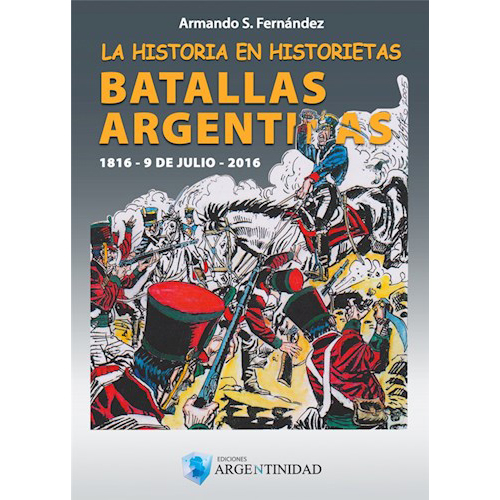 Armando S. Fernández
LA HISTORIA EN HISTORIETAS
BATALLAS
ARGENTINAS
1816 - 9 DE JULIO - 2016
EDICIONES
ARGENTINIDAD